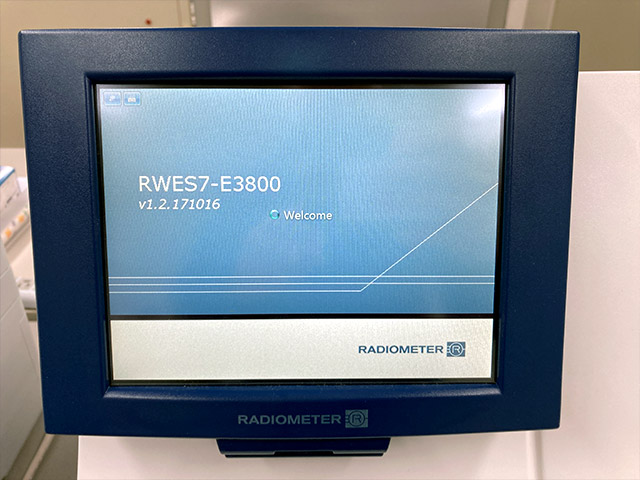 RWES7-E3800
v1.2.171016
Welcome
RADIOMETER R
RADIOMETER R